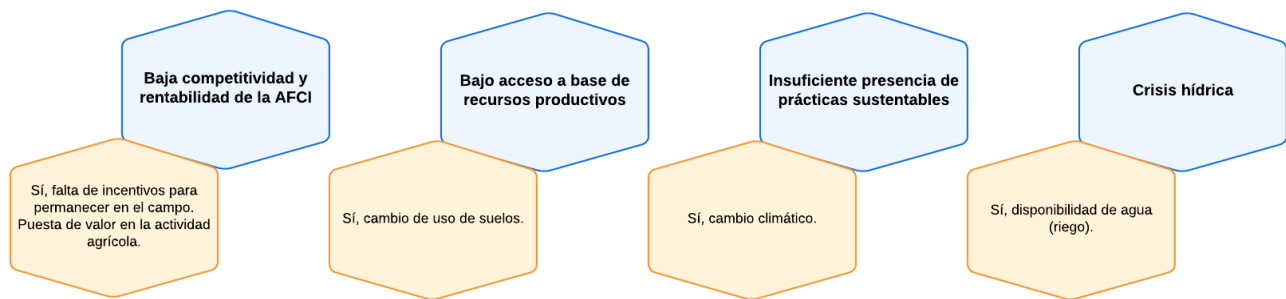 Baja competitividad y
rentabilidad de la AFCI
Sí, falta de incentivos para
permanecer en el campo.
Puesta de valor en la actividad
agrícola.
Bajo acceso a base de
recursos productivos
Sí, cambio de uso de suelos.
Insuficiente presencia de
prácticas sustentables
Sí, cambio climático.
Crisis hídrica
Sí, disponibilidad de agua
(riego).